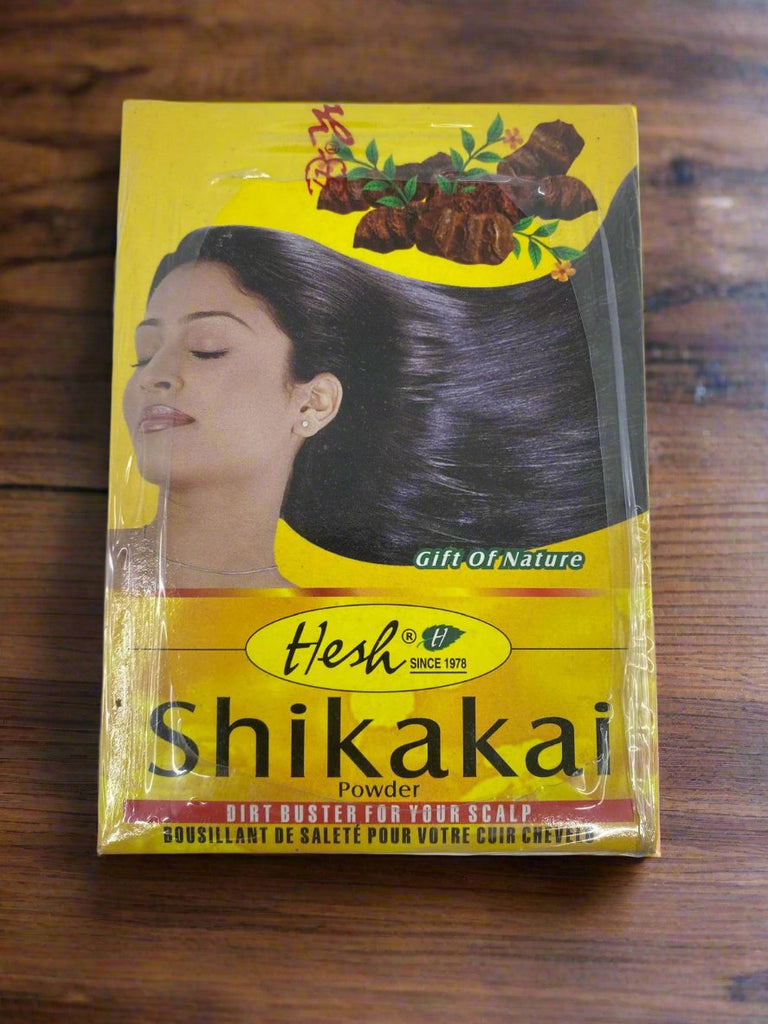 Gift Of Nature
Hesh® H
SINCE 1978
Shikakai
Powder
DIRT BUSTER FOR YOUR SCALP
BOUSILLANT DE SALETÉ POUR VOTRE CUIR CHEVELU